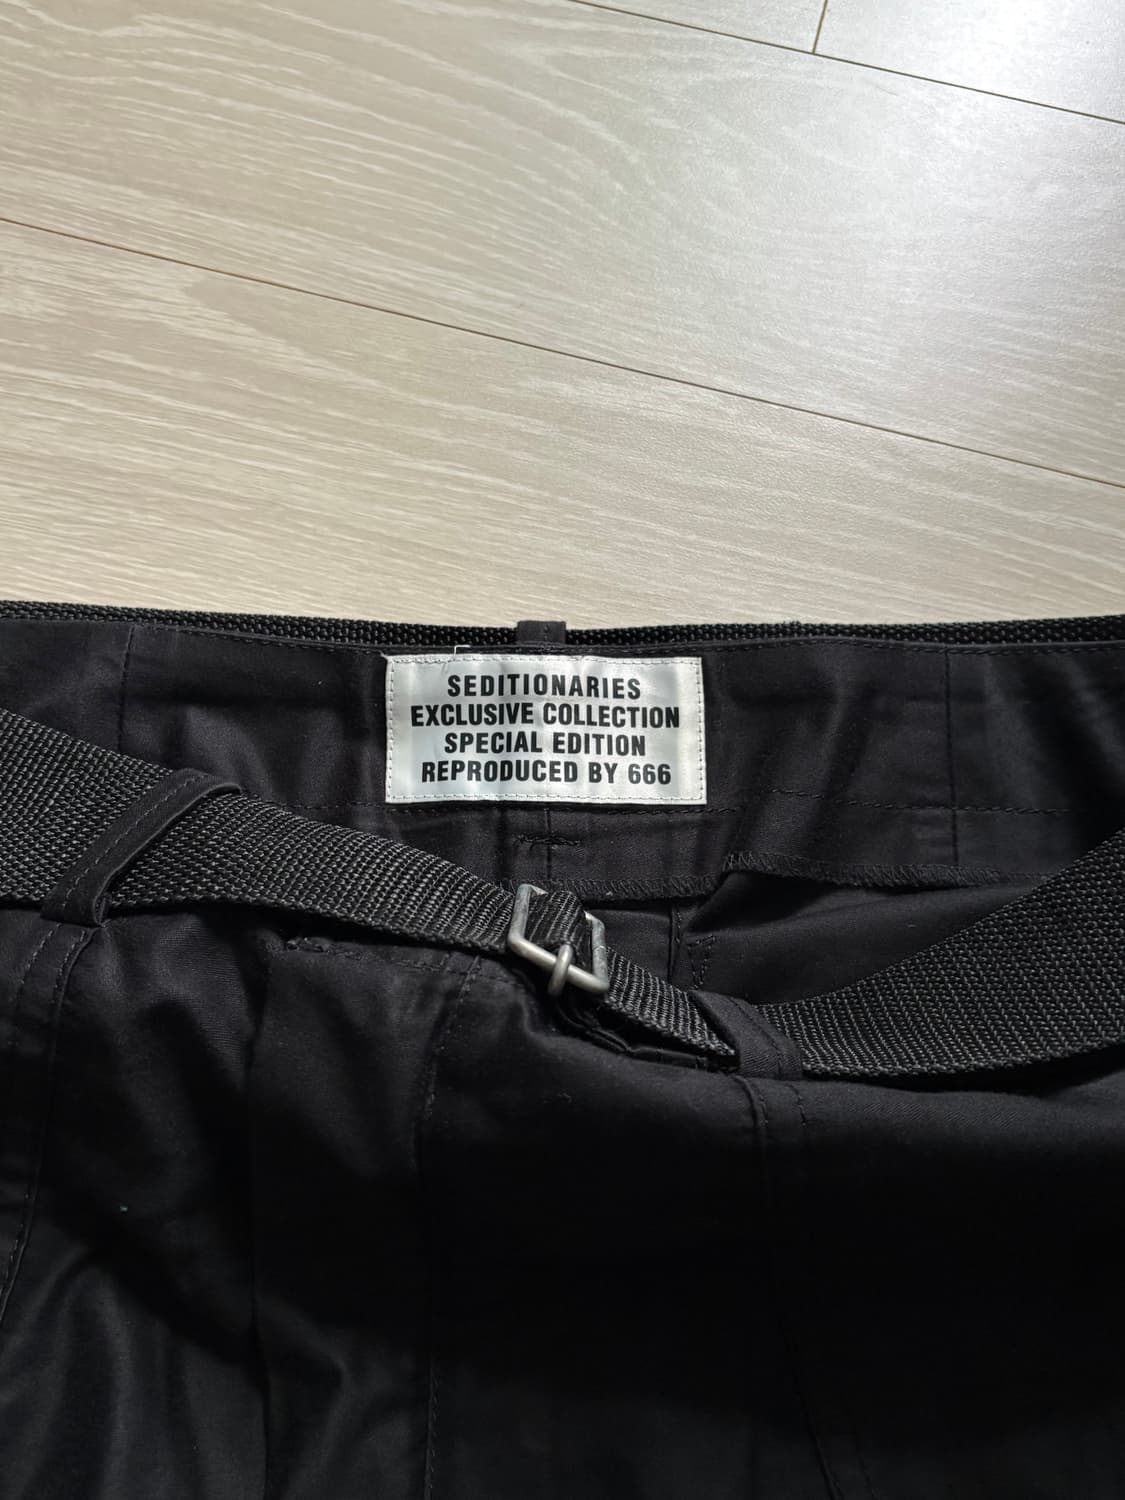 SEDITIONARIES
EXCLUSIVE COLLECTION
SPECIAL EDITION
REPRODUCED BY 666